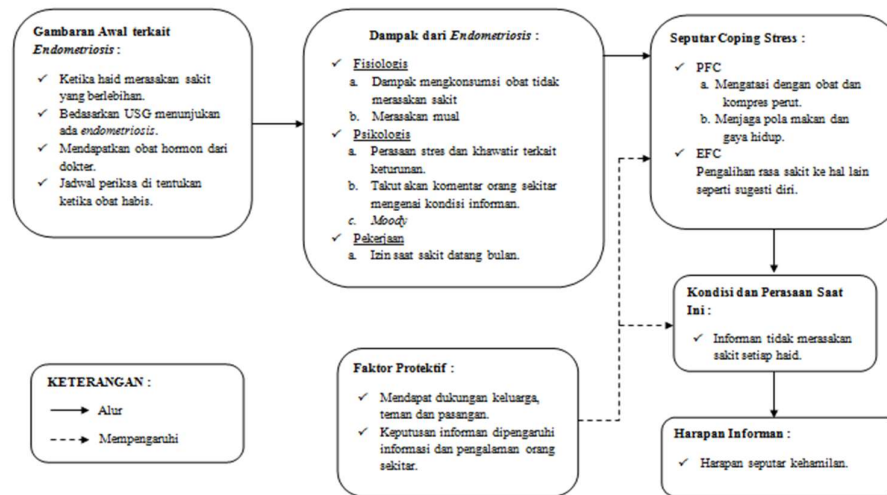 Gambaran Awal terkait
Endometriosis :
✓ Ketika haid merasakan sakit
yang berlebihan.
✓ Bedasarkan USG menunjukan
ada endometriosis.
✓ Mendapatkan obat hormon dari
dokter.
✓ Jadwal periksa di tentukan
ketika obat habis.
Dampak dari Endometriosis :
✓ Fisiologis
a. Dampak mengkonsumsi obat tidak
merasakan sakit
b. Merasakan mual
✓ Psikologis
a. Perasaan stres dan khawatir terkait
keturunan.
b. Takut akan komentar orang sekitar
mengenai kondisi informan.
c. Moody
✓ Pekerjaan
a. Izin saat sakit datang bulan.
Seputar Coping Stress :
✓ PFC
a. Mengatasi dengan obat dan
kompres perut.
b. Menjaga pola makan dan
gaya hidup.
✓ EFC
Pengalihan rasa sakit ke hal lain
seperti sugesti diri.
Kondisi dan Perasaan Saat
Ini :
✓ Informan tidak merasakan
sakit setiap haid.
Faktor Protektif :
✓ Mendapat dukungan keluarga,
teman dan pasangan.
✓ Keputusan informan dipengaruhi
informasi dan pengalaman orang
sekitar.
KETERANGAN :
Alur
Mempengaruhi
Harapan Informan :
✓ Harapan seputar kehamilan.